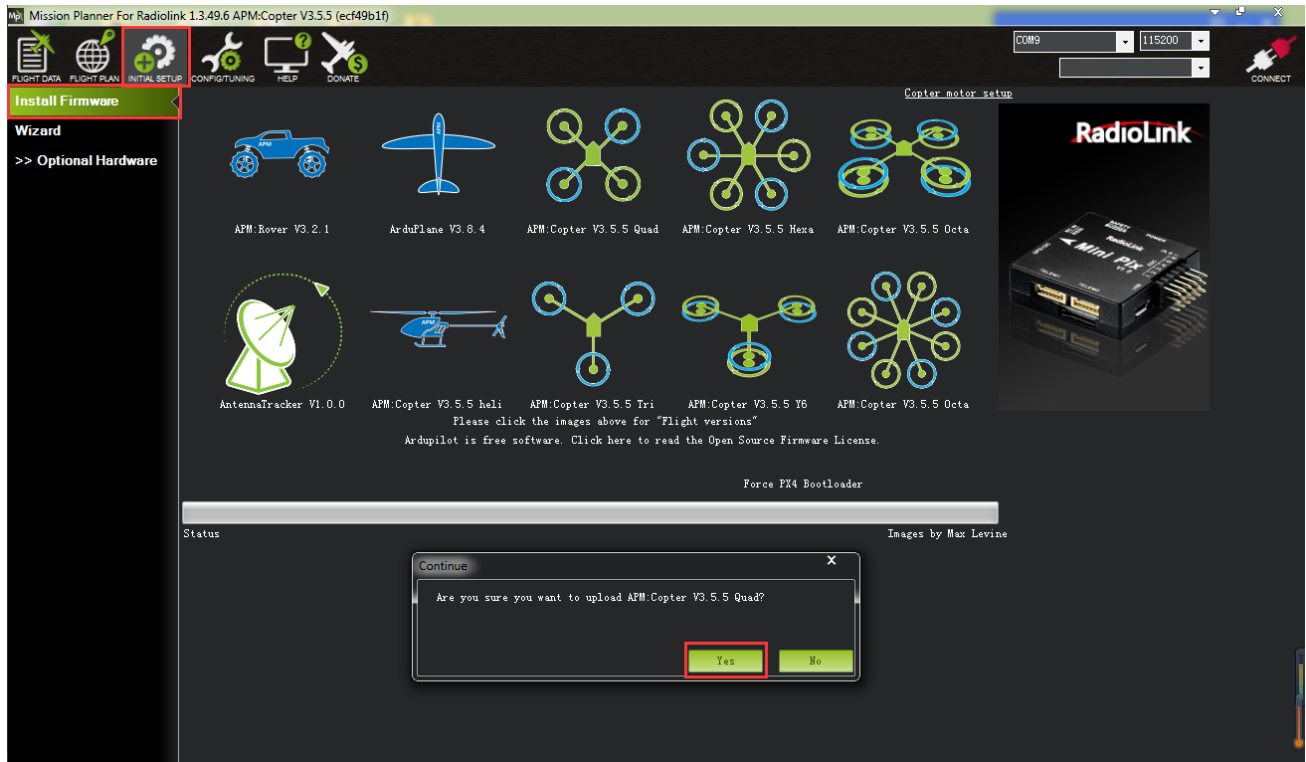 Mission Planner For Radiolink 1.3.49.6 APM:Copter V3.5.5 (ecf49b1f)
FLIGHT DATA FLIGHT PLAN INITIAL SETUP CONFIG/TUNING HELP DONATE
COM9 115200
CONNECT
Install Firmware
Wizard
>> Optional Hardware
Copter motor setup
RadioLink
APM:Rover V3.2.1 ArduPlane V3.8.4 APM:Copter V3.5.5 Quad APM:Copter V3.5.5 Hexa APM:Copter V3.5.5 Octa
Mini Pix
AntennaTracker V1.0.0 APM:Copter V3.5.5 heli APM:Copter V3.5.5 Tri APM:Copter V3.5.5 Y6 APM:Copter V3.5.5 Octa
Please click the images above for "Flight versions"
Ardupilot is free software. Click here to read the Open Source Firmware License.
Force PX4 Bootloader
Status
Images by Max Levine
Continue
Are you sure you want to upload APM:Copter V3.5.5 Quad?
Yes No